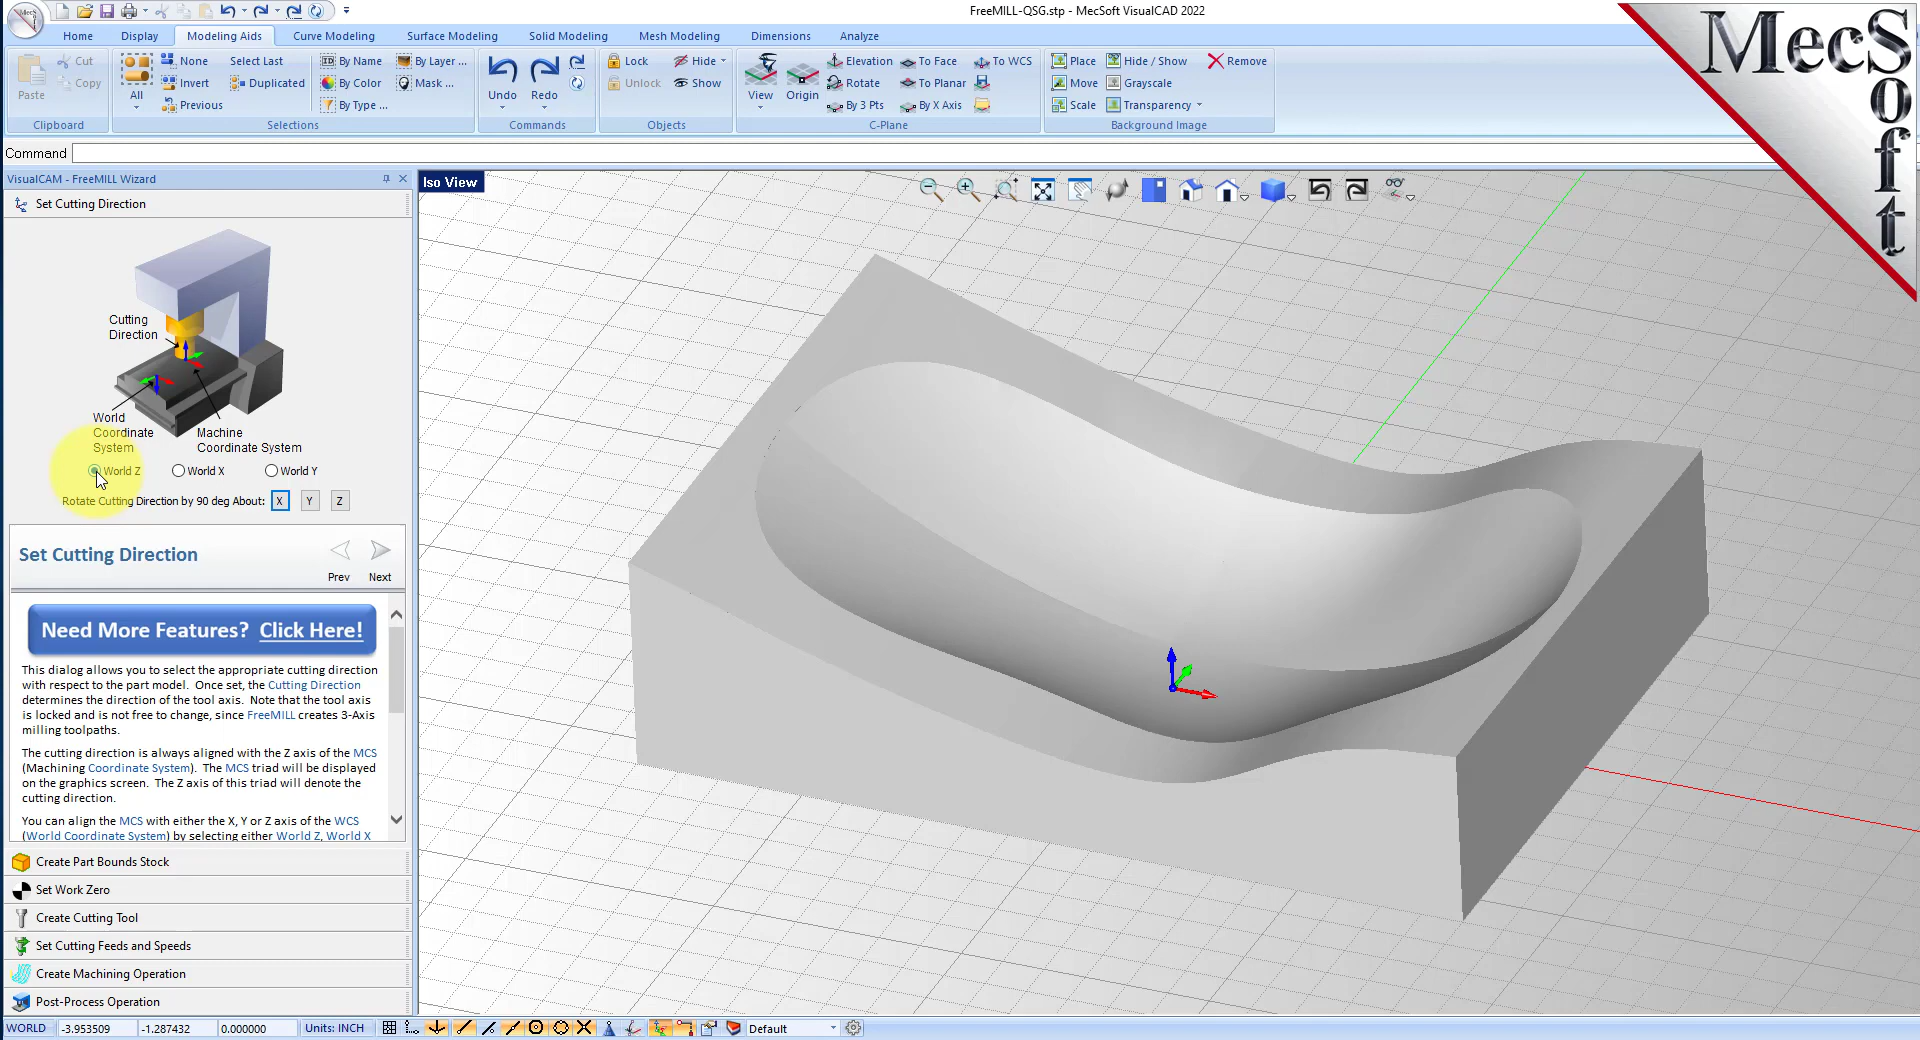 MecSoft
FreeMILL-QSG.stp - MecSoft VisualCAD 2022
Home Display Modeling Aids Curve Modeling Surface Modeling Solid Modeling Mesh Modeling Dimensions Analyze
Paste Cut Copy
Clipboard
All None Invert Previous Select Last Duplicated By Name By Color By Type ... By Layer ... Mask ...
Selections
Undo Redo
Commands
Lock Unlock Hide Show
Objects
View Origin Elevation Rotate By 3 Pts To Face To Planar By X Axis To WCS
C-Plane
Place Move Scale Hide / Show Grayscale Transparency Remove
Background Image
Command
VisualCAM - FreeMILL Wizard
Set Cutting Direction
Cutting
Direction
World
Coordinate
System
Machine
Coordinate System
World Z World X World Y
Rotate Cutting Direction by 90 deg About: X Y Z
Set Cutting Direction
Prev Next
Need More Features? Click Here!
This dialog allows you to select the appropriate cutting direction
with respect to the part model. Once set, the Cutting Direction
determines the direction of the tool axis. Note that the tool axis
is locked and is not free to change, since FreeMILL creates 3-Axis
milling toolpaths.
The cutting direction is always aligned with the Z axis of the MCS
(Machining Coordinate System). The MCS triad will be displayed
on the graphics screen. The Z axis of this triad will denote the
cutting direction.
You can align the MCS with either the X, Y or Z axis of the WCS
(World Coordinate System) by selecting either World Z, World X
Create Part Bounds Stock
Set Work Zero
Create Cutting Tool
Set Cutting Feeds and Speeds
Create Machining Operation
Post-Process Operation
Iso View
WORLD -3.953509 -1.287432 0.000000 Units: INCH Default